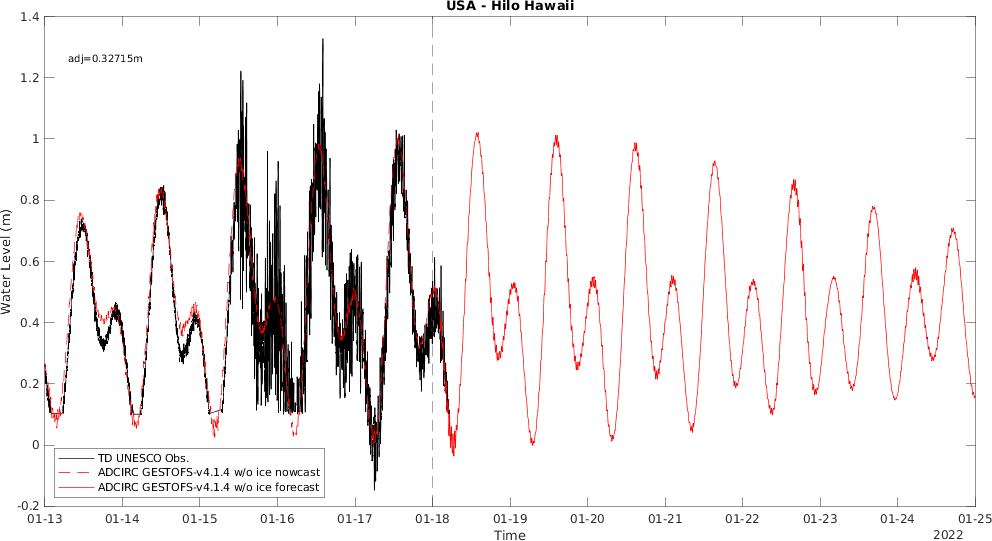 USA - Hilo Hawaii
adj=0.32715m
Water Level (m)
1.4
1.2
1
0.8
0.6
0.4
0.2
0
-0.2
TD UNESCO Obs.
ADCIRC GESTOFS-v4.1.4 w/o ice nowcast
ADCIRC GESTOFS-v4.1.4 w/o ice forecast
01-13 01-14 01-15 01-16 01-17 01-18 01-19 01-20 01-21 01-22 01-23 01-24 01-25
Time
2022